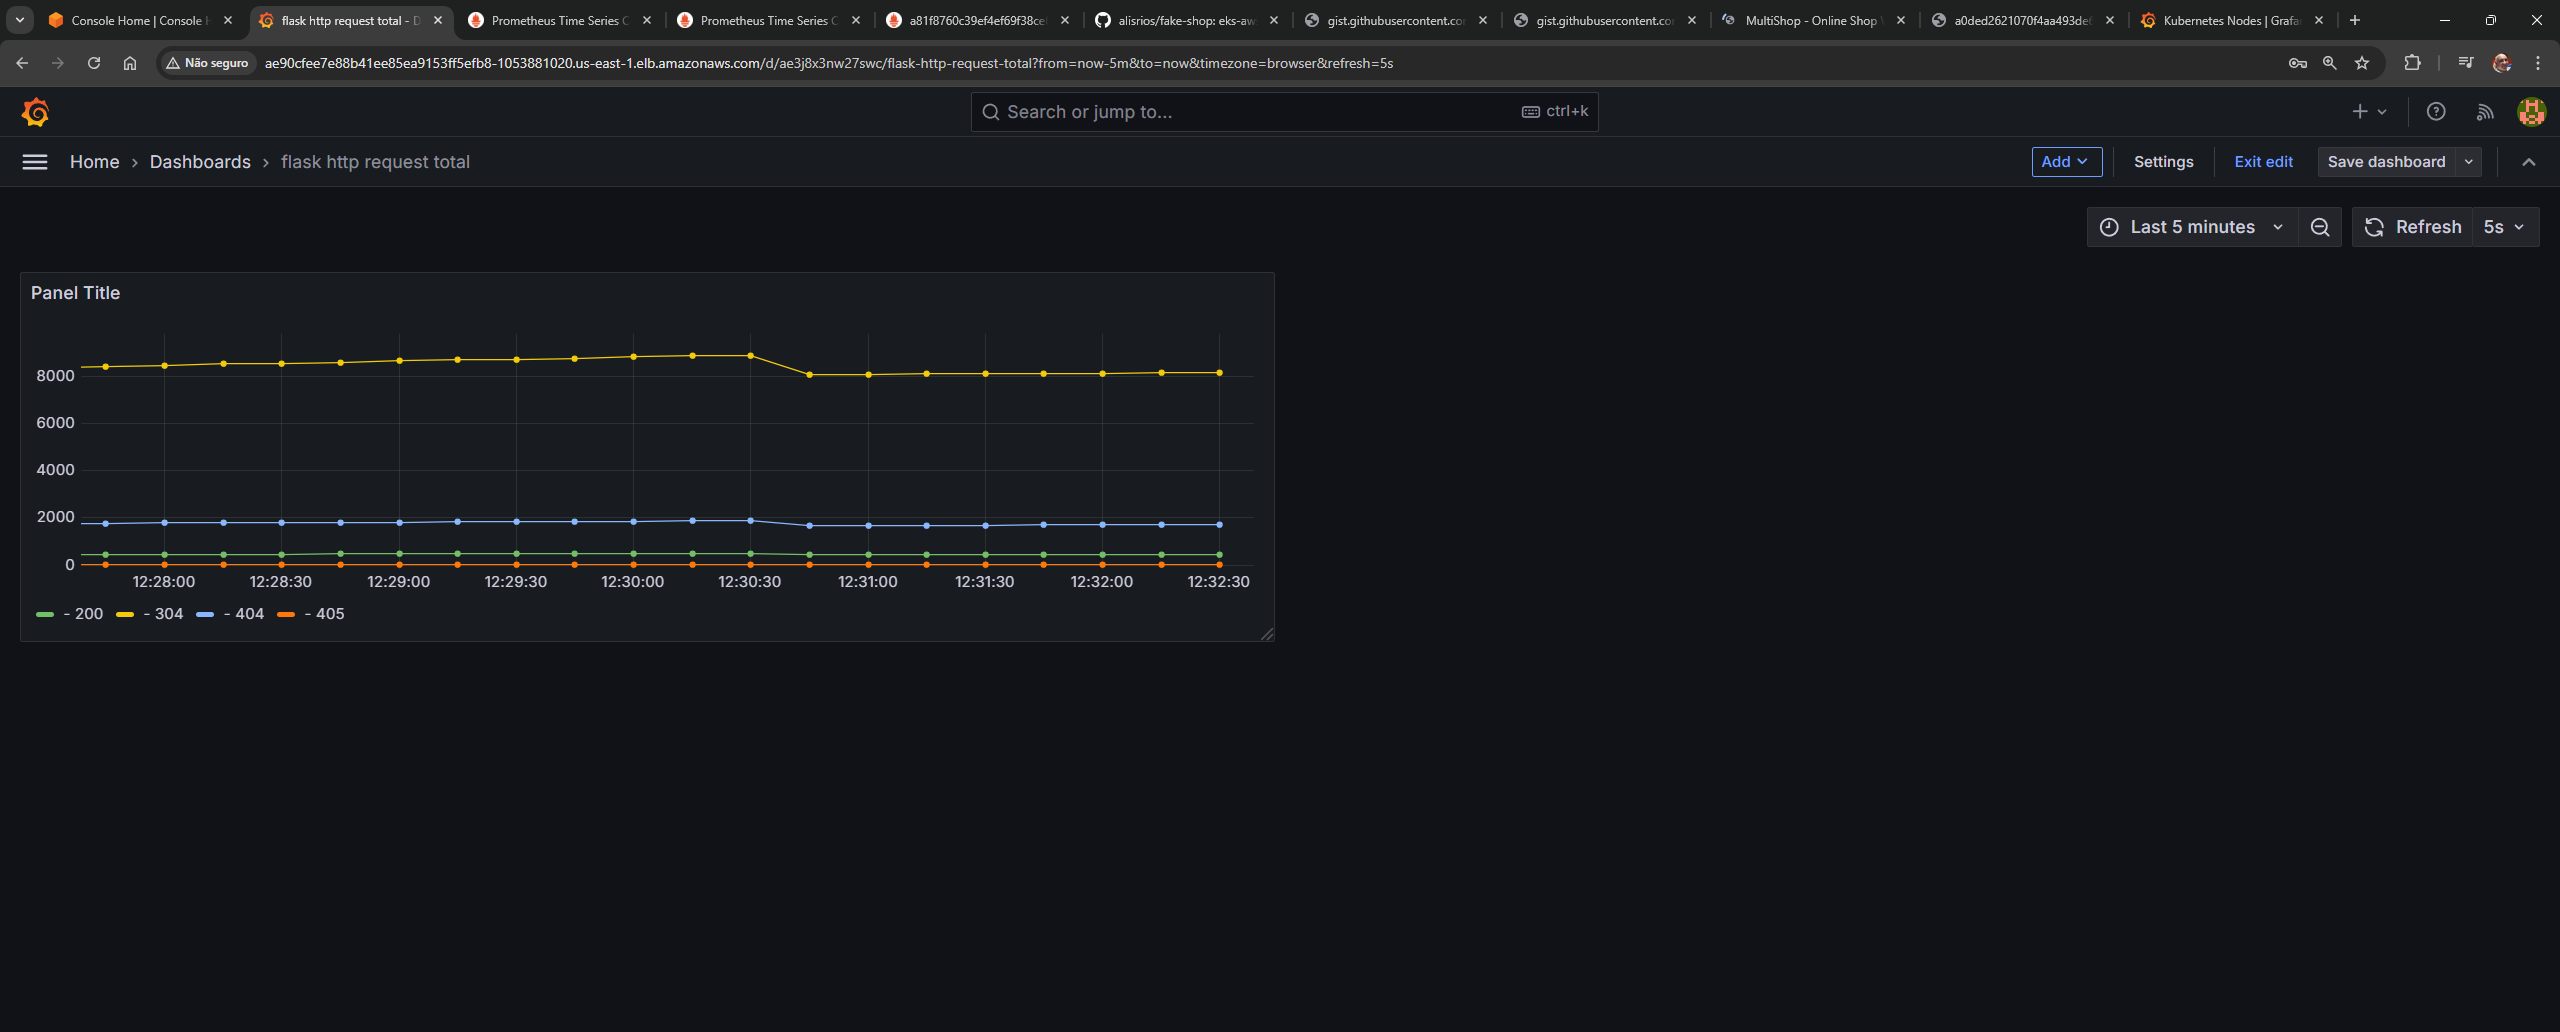 Console Home | Console H
flask http request total - D
Prometheus Time Series C
Prometheus Time Series C
a81f8760c39ef4ef69f38ce
alisrios/fake-shop: eks-aw
gist.githubusercontent.co
gist.githubusercontent.co
MultiShop - Online Shop
a0ded2621070f4aa493de
Kubernetes Nodes | Grafa
Não seguro
ae90cfee7e88b41ee85ea9153ff5efb8-1053881020.us-east-1.elb.amazonaws.com/d/ae3j8x3nw27swc/flask-http-request-total?from=now-5m&to=now&timezone=browser&refresh=5s
Search or jump to...
ctrl+k
Home › Dashboards › flask http request total
Add
Settings
Exit edit
Save dashboard
Last 5 minutes
Refresh
5s
Panel Title
8000
6000
4000
2000
0
12:28:00 12:28:30 12:29:00 12:29:30 12:30:00 12:30:30 12:31:00 12:31:30 12:32:00 12:32:30
- 200 - 304 - 404 - 405